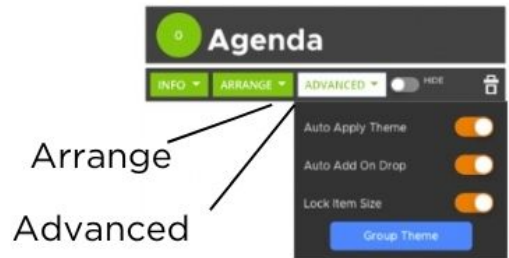 0 Agenda
INFO ARRANGE ADVANCED HIDE
Auto Apply Theme
Auto Add On Drop
Lock Item Size
Group Theme
Arrange
Advanced